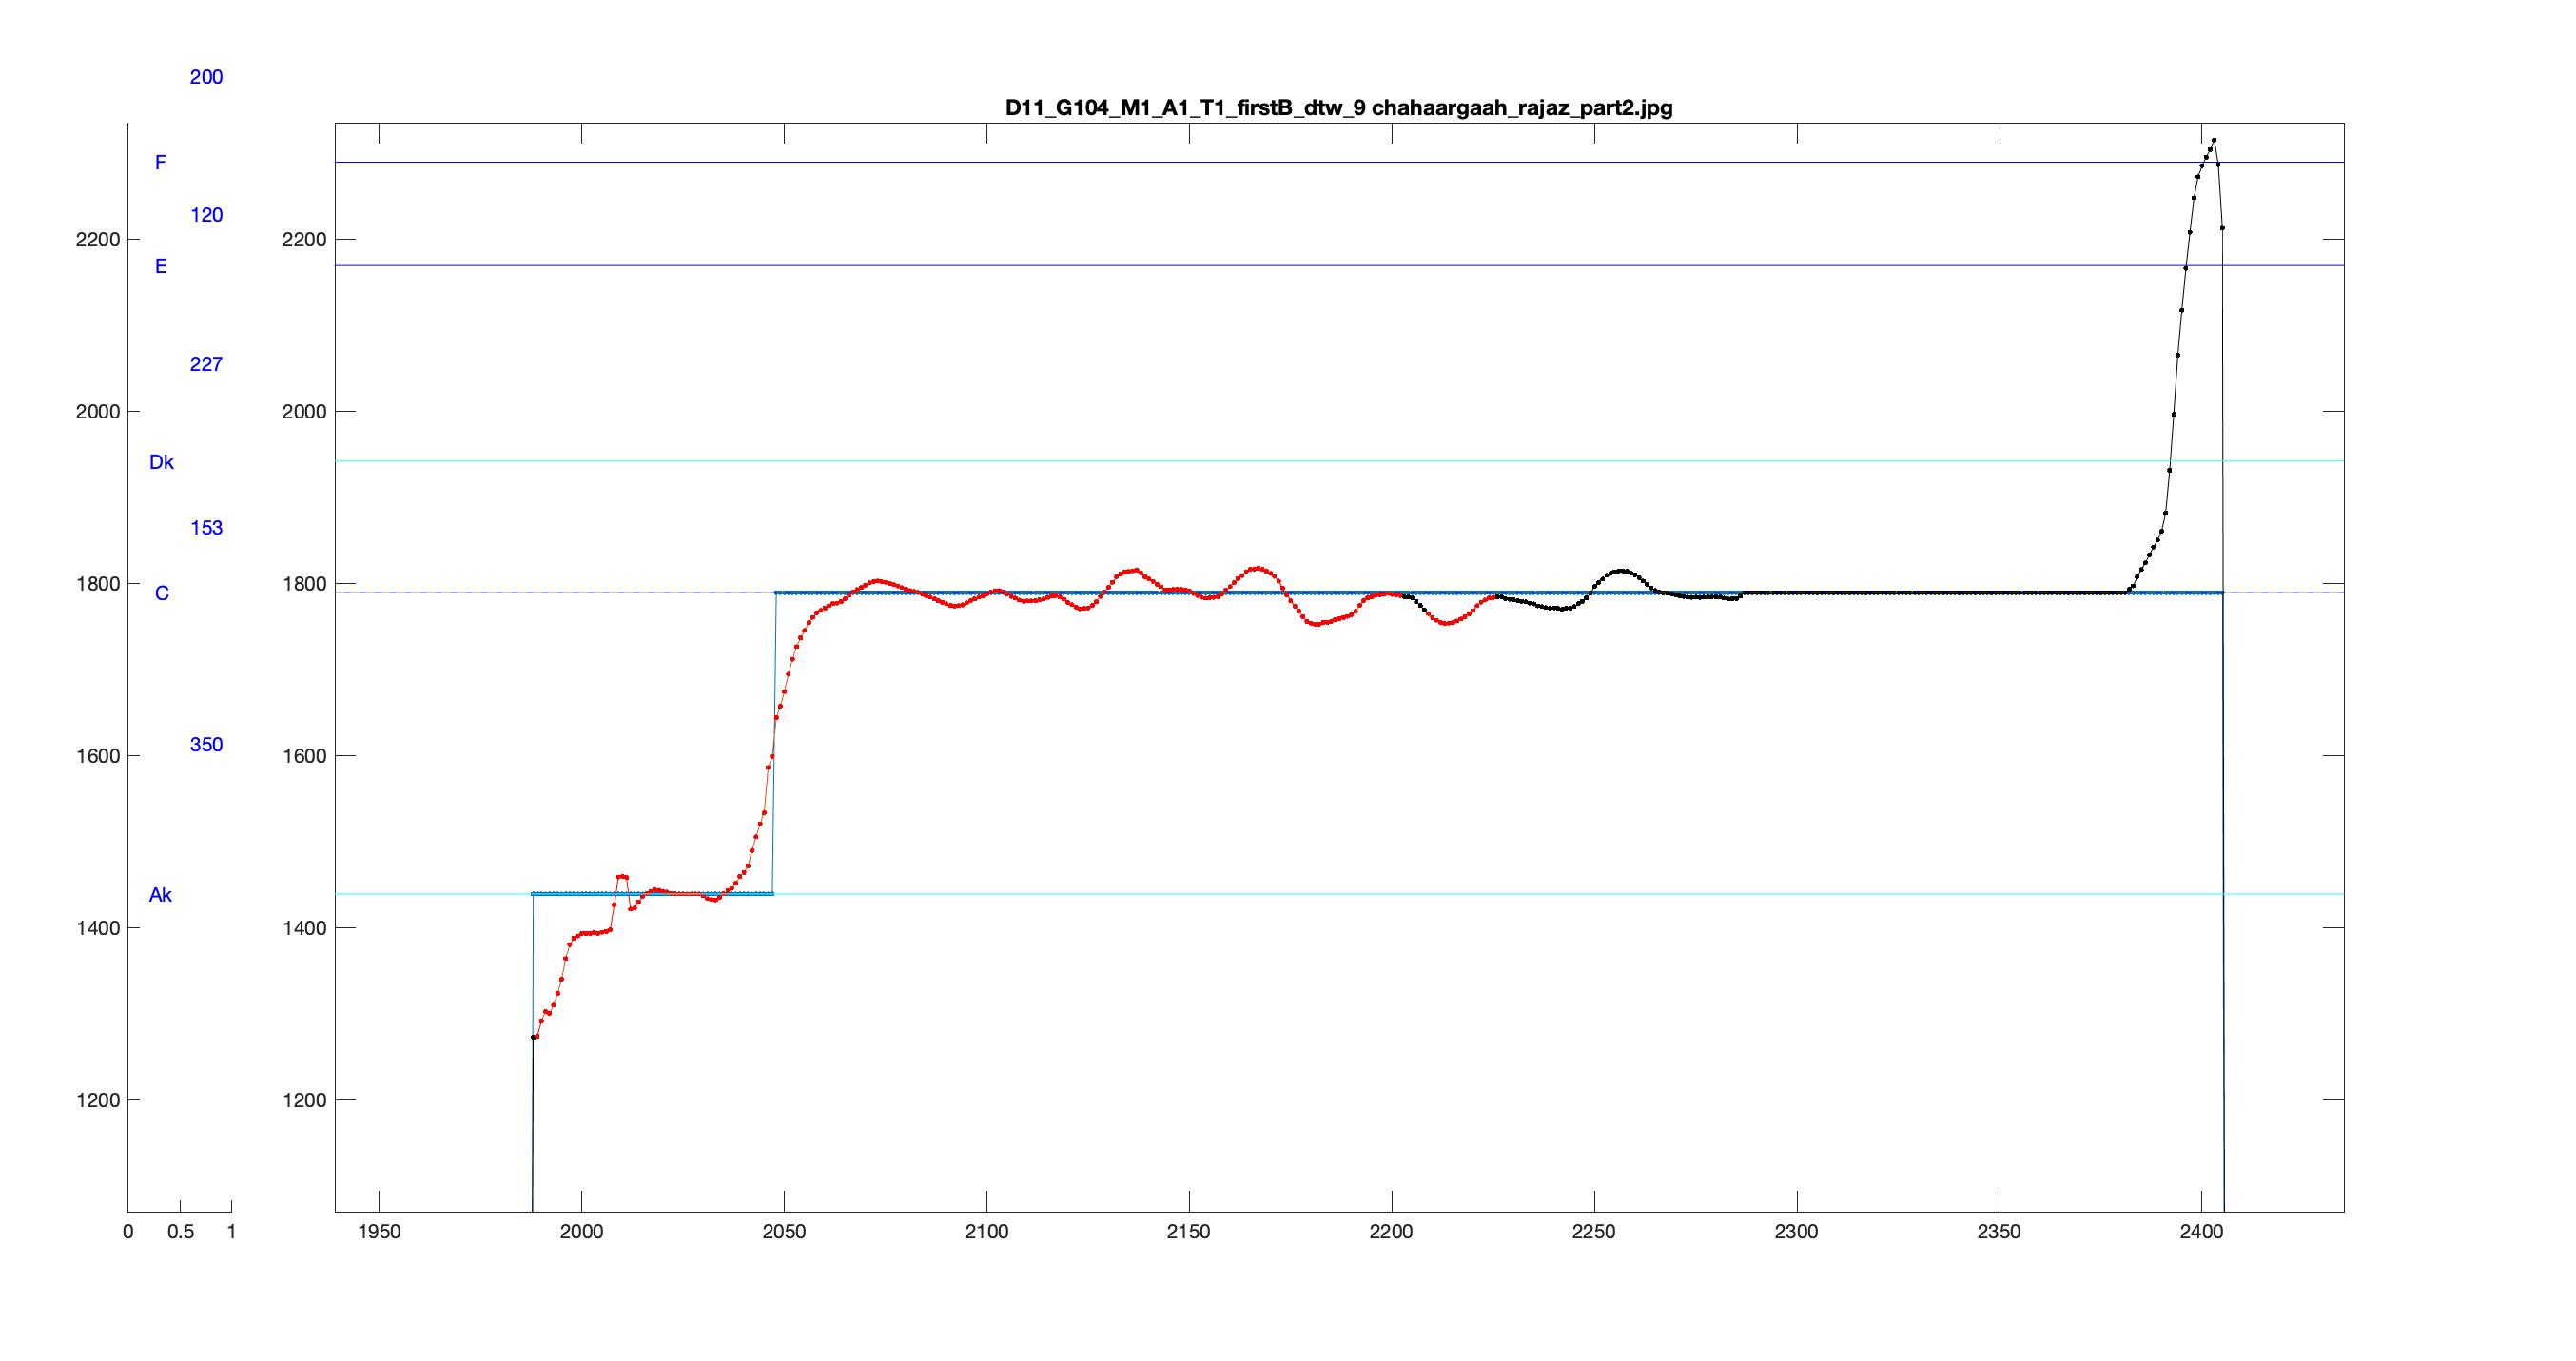 200
D11_G104_M1_A1_T1_firstB_dtw_9 chahaargaah_rajaz_part2.jpg
F
120
2200 2200
E
227
2000 2000
Dk
153
1800 C 1800
350
1600 1600
Ak
1400 1400
1200 1200
0 0.5 1 1950 2000 2050 2100 2150 2200 2250 2300 2350 2400